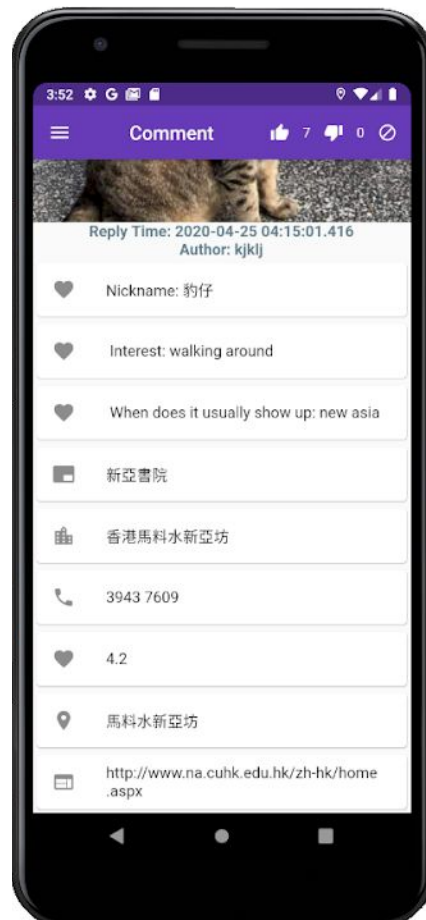 3:52 G
Comment 7 0
Reply Time: 2020-04-25 04:15:01.416
Author: kjklj
Nickname: 豹仔
Interest: walking around
When does it usually show up: new asia
新亞書院
香港馬料水新亞坊
3943 7609
4.2
馬料水新亞坊
http://www.na.cuhk.edu.hk/zh-hk/home
.aspx